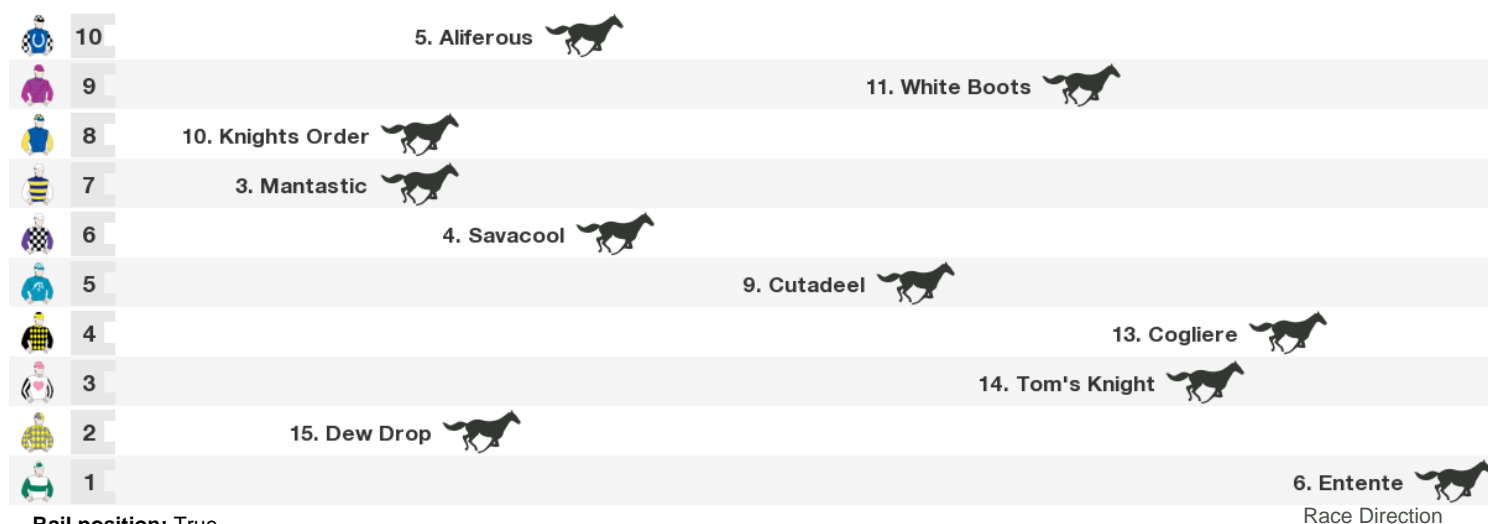 10 5. Aliferous
9 11. White Boots
8 10. Knights Order
7 3. Mantastic
6 4. Savacool
5 9. Cutadeel
4 13. Cogliere
3 14. Tom's Knight
2 15. Dew Drop
1 6. Entente
Rail position: True
Race Direction